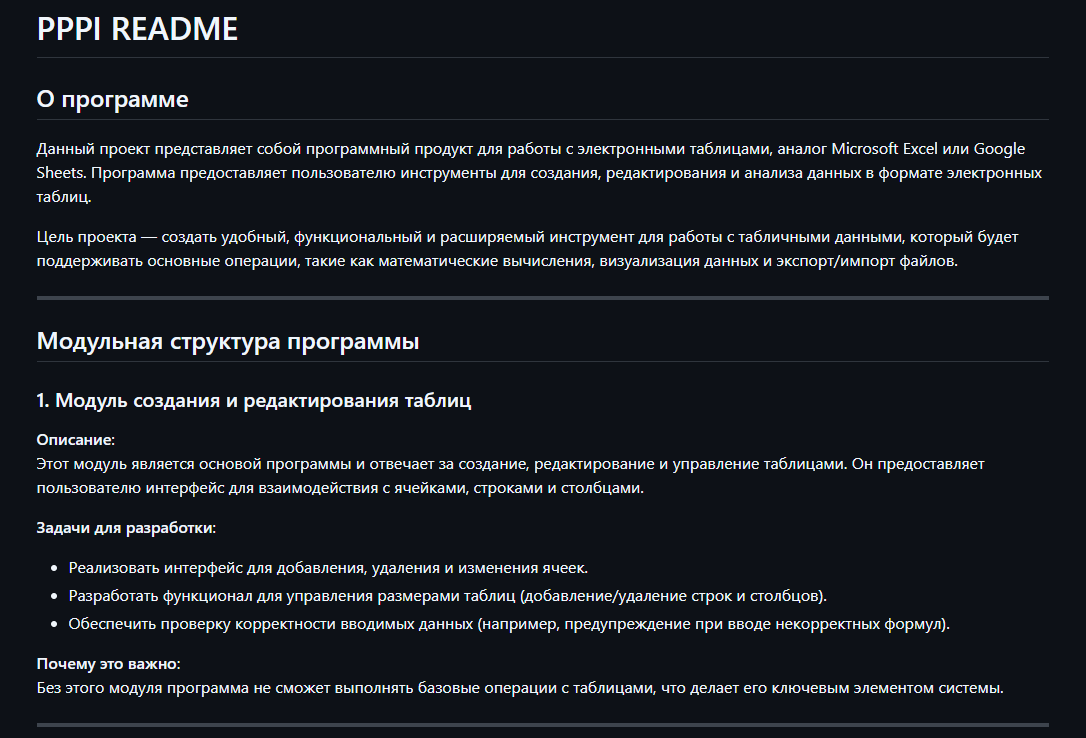 PPPI README
О программе
Данный проект представляет собой программный продукт для работы с электронными таблицами, аналог Microsoft Excel или Google
Sheets. Программа предоставляет пользователю инструменты для создания, редактирования и анализа данных в формате электронных
таблиц.
Цель проекта — создать удобный, функциональный и расширяемый инструмент для работы с табличными данными, который будет
поддерживать основные операции, такие как математические вычисления, визуализация данных и экспорт/импорт файлов.
Модульная структура программы
1. Модуль создания и редактирования таблиц
Описание:
Этот модуль является основой программы и отвечает за создание, редактирование и управление таблицами. Он предоставляет
пользователю интерфейс для взаимодействия с ячейками, строками и столбцами.
Задачи для разработки:
• Реализовать интерфейс для добавления, удаления и изменения ячеек.
• Разработать функционал для управления размерами таблиц (добавление/удаление строк и столбцов).
• Обеспечить проверку корректности вводимых данных (например, предупреждение при вводе некорректных формул).
Почему это важно:
Без этого модуля программа не сможет выполнять базовые операции с таблицами, что делает его ключевым элементом системы.